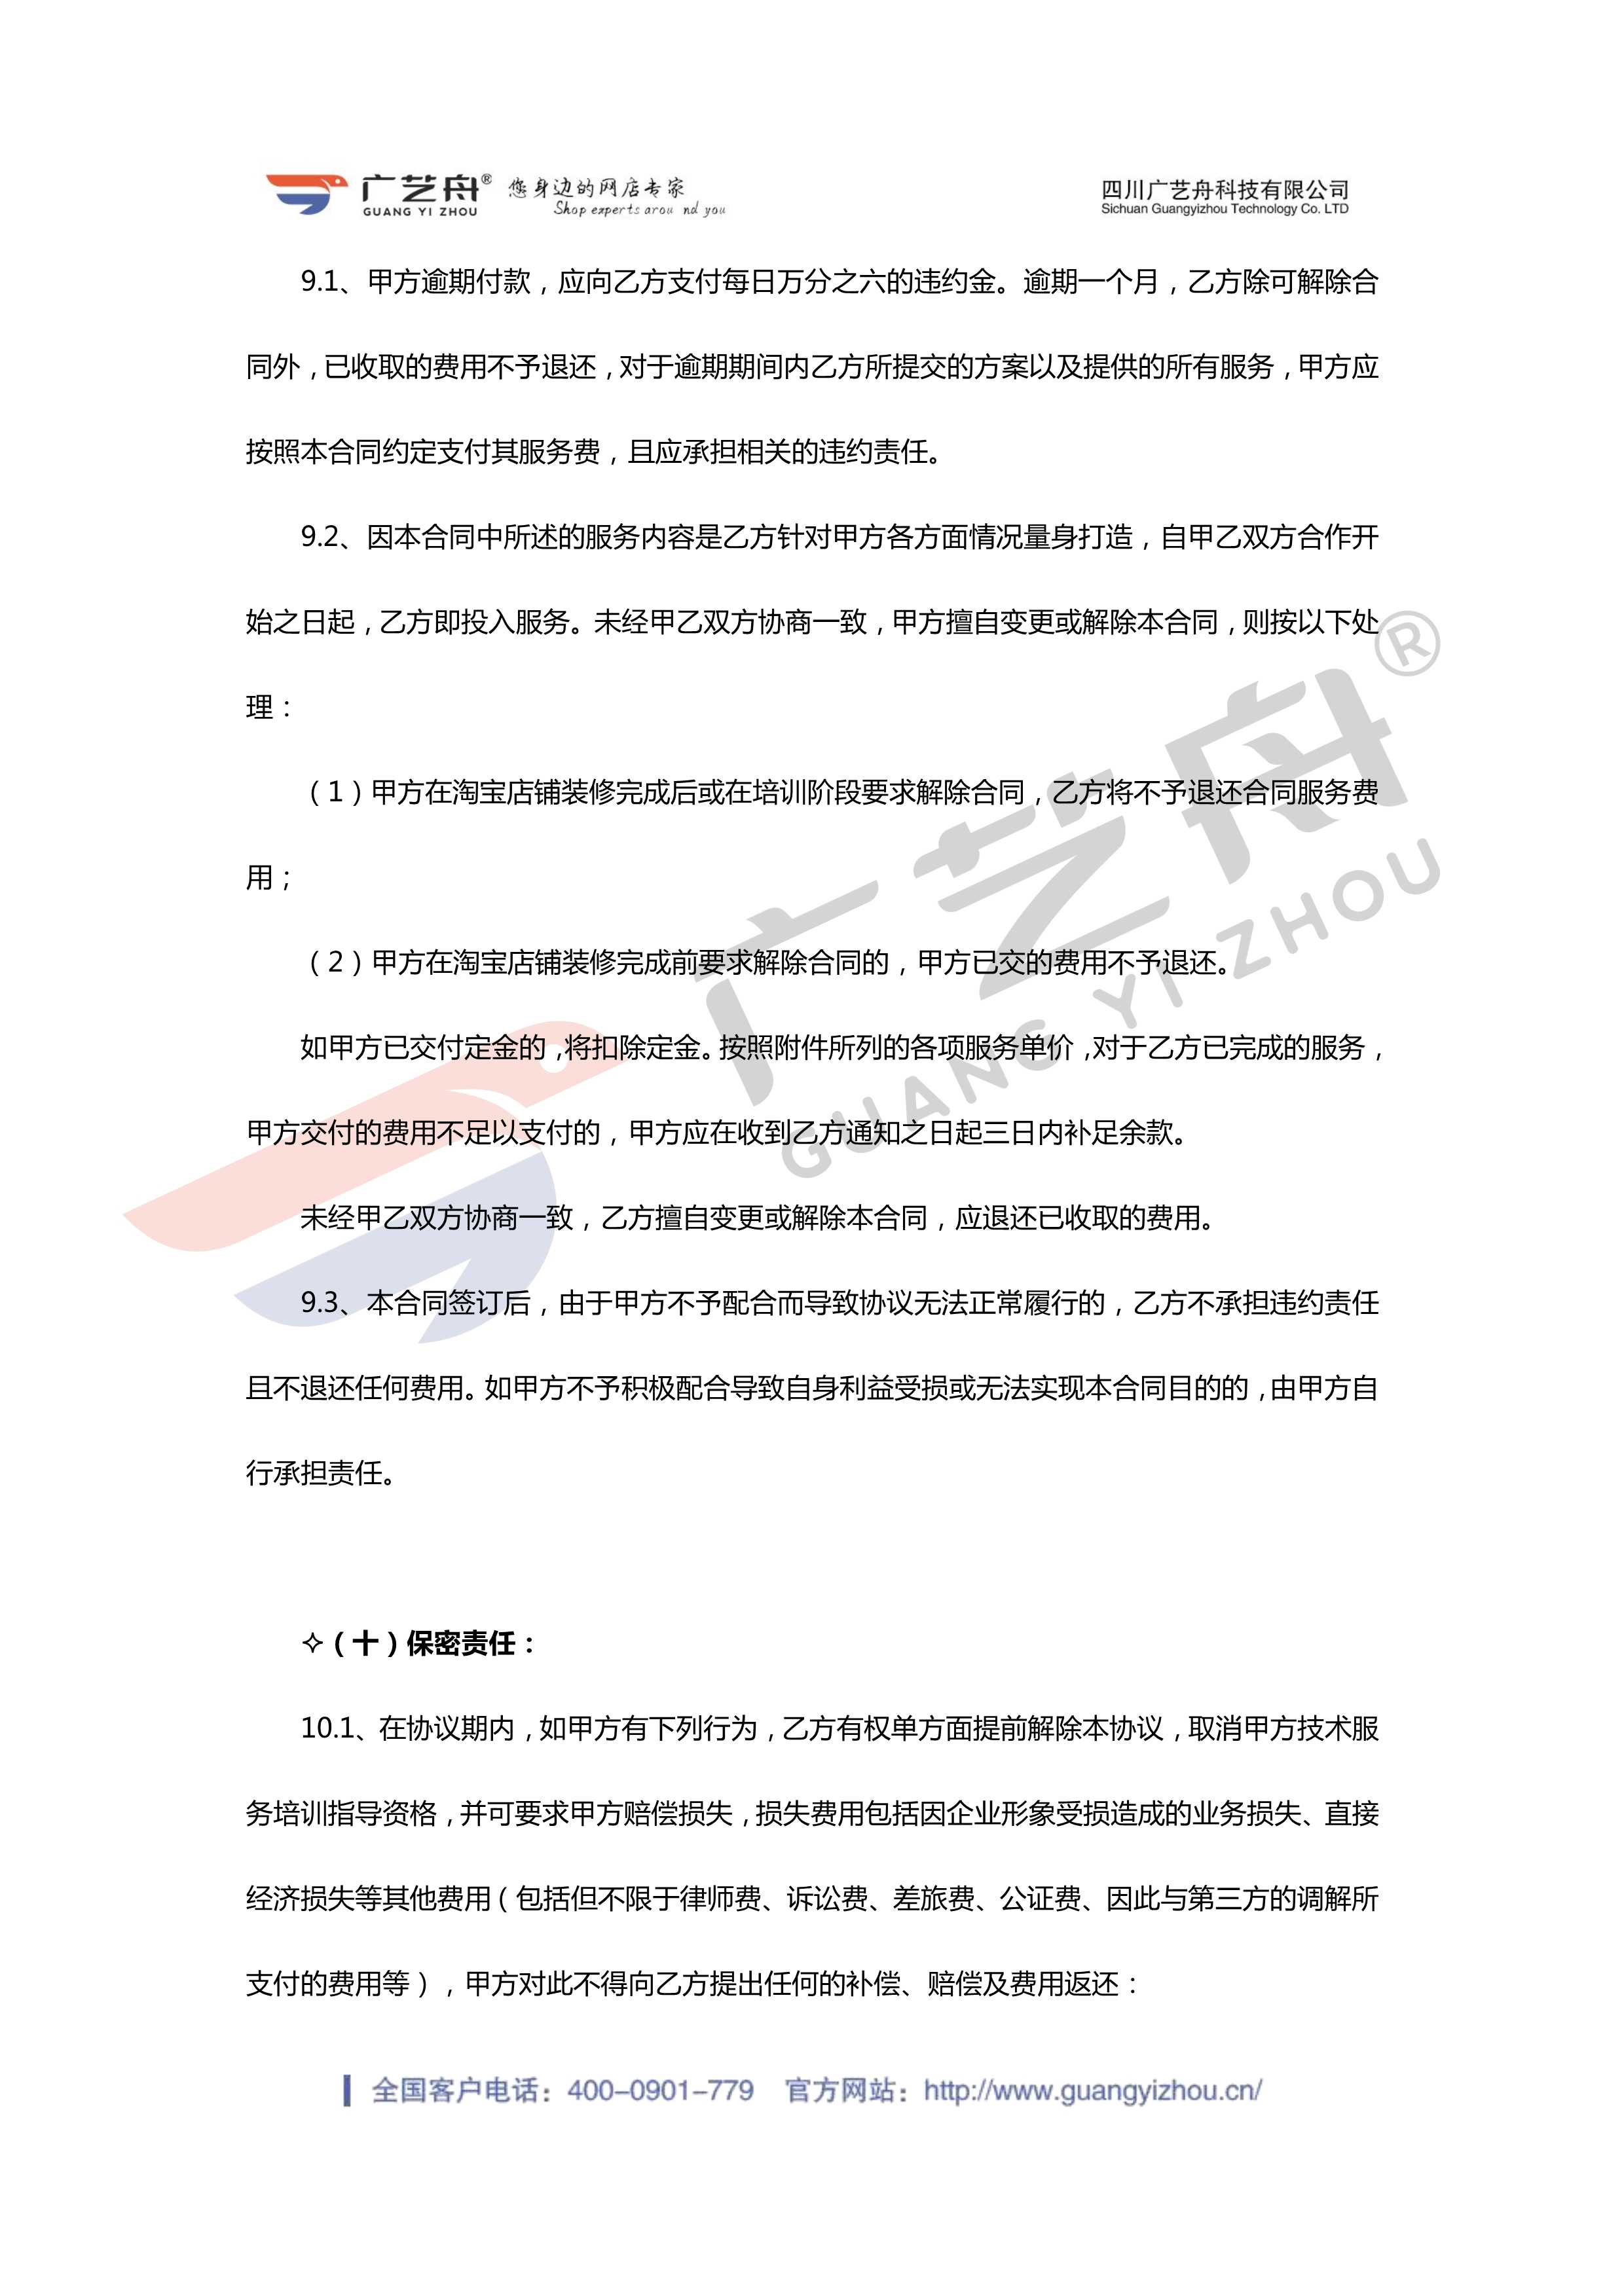 广艺舟® 您身边的网店专家 四川广艺舟科技有限公司
GUANG YI ZHOU Shop experts arou nd you Sichuan Guangyizhou Technology Co. LTD
9.1、甲方逾期付款，应向乙方支付每日万分之六的违约金。逾期一个月，乙方除可解除合
同外，已收取的费用不予退还，对于逾期期间内乙方所提交的方案以及提供的所有服务，甲方应
按照本合同约定支付其服务费，且应承担相关的违约责任。
9.2、因本合同中所述的服务内容是乙方针对甲方各方面情况量身打造，自甲乙双方合作开
始之日起，乙方即投入服务。未经甲乙双方协商一致，甲方擅自变更或解除本合同，则按以下处
理：
（1）甲方在淘宝店铺装修完成后或在培训阶段要求解除合同，乙方将不予退还合同服务费
用；
（2）甲方在淘宝店铺装修完成前要求解除合同的，甲方已交的费用不予退还。
如甲方已交付定金的，将扣除定金。按照附件所列的各项服务单价，对于乙方已完成的服务，
甲方交付的费用不足以支付的，甲方应在收到乙方通知之日起三日内补足余款。
未经甲乙双方协商一致，乙方擅自变更或解除本合同，应退还已收取的费用。
9.3、本合同签订后，由于甲方不予配合而导致协议无法正常履行的，乙方不承担违约责任
且不退还任何费用。如甲方不予积极配合导致自身利益受损或无法实现本合同目的的，由甲方自
行承担责任。
✧（十）保密责任：
10.1、在协议期内，如甲方有下列行为，乙方有权单方面提前解除本协议，取消甲方技术服
务培训指导资格，并可要求甲方赔偿损失，损失费用包括因企业形象受损造成的业务损失、直接
经济损失等其他费用（包括但不限于律师费、诉讼费、差旅费、公证费、因此与第三方的调解所
支付的费用等），甲方对此不得向乙方提出任何的补偿、赔偿及费用返还：
广艺舟®
GUANG YI ZHOU
全国客户电话：400-0901-779 官方网站：http://www.guangyizhou.cn/